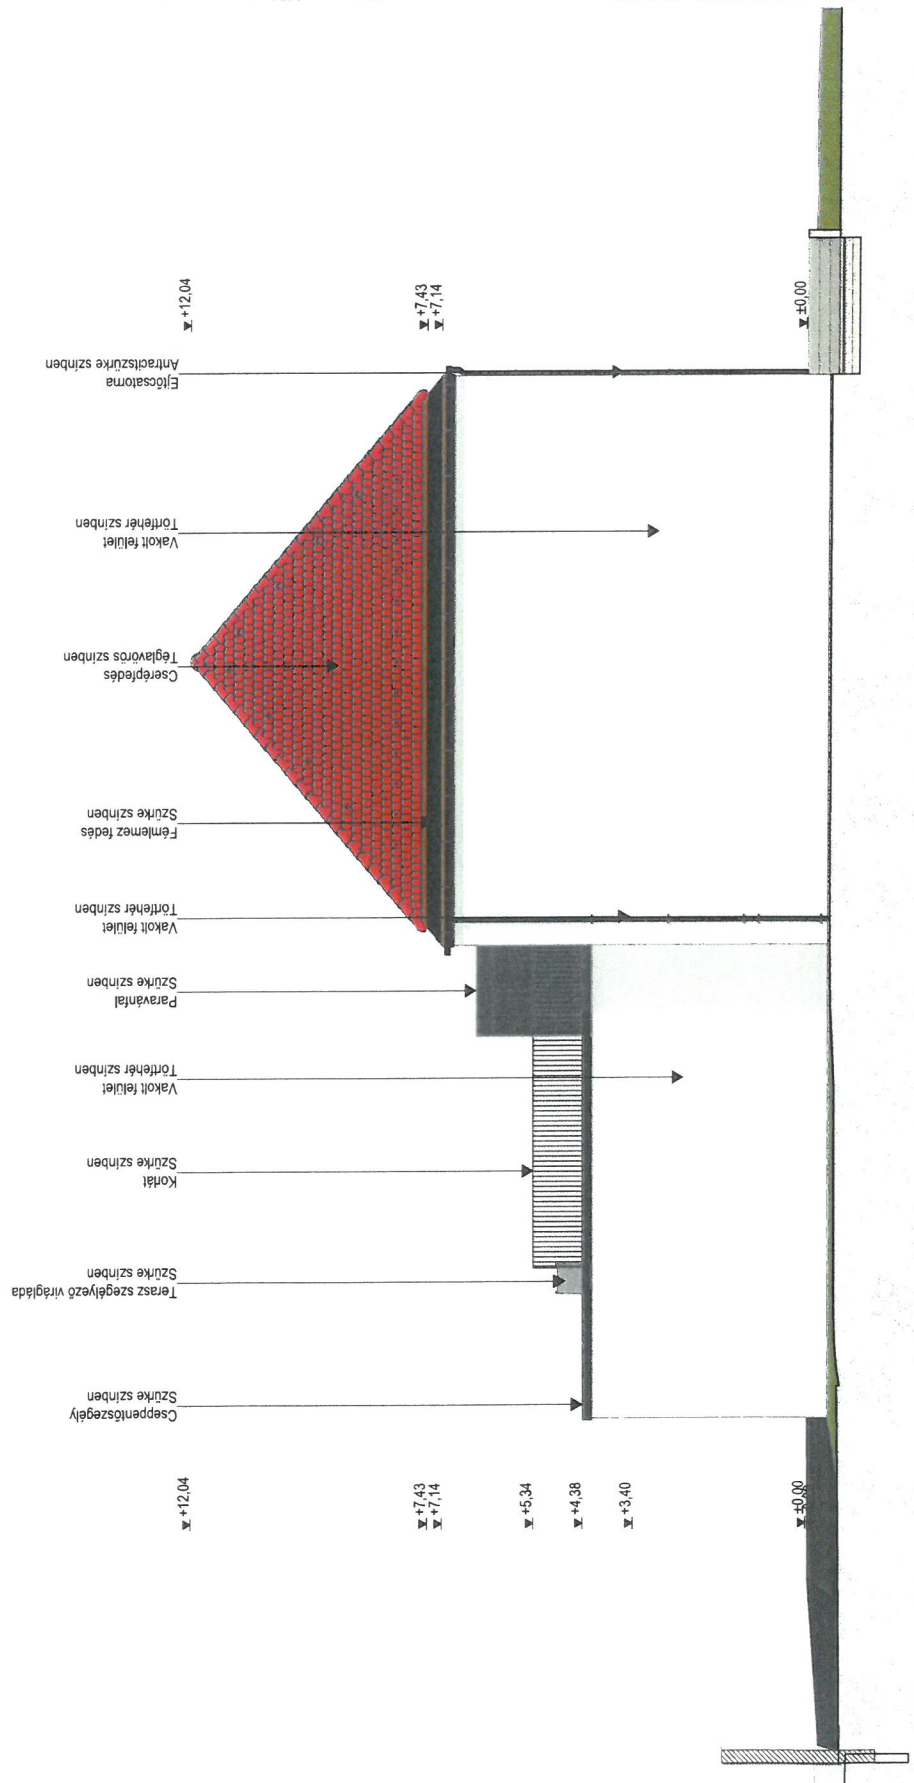 +12,04
+7,43
+7,14
±0,00
Ejtőcsatorna
Antracitszürke színben
Vakolt felület
Törtfehér színben
Cserépfedés
Téglavörös színben
Fémlemez fedés
Szürke színben
Vakolt felület
Törtfehér színben
Paravánfal
Szürke színben
Vakolt felület
Törtfehér színben
Korlát
Szürke színben
Terasz szegélyező virágláda
Szürke színben
Cseppentőszegély
Szürke színben
+12,04
+7,43
+7,14
+5,34
+4,38
+3,40
±0,00